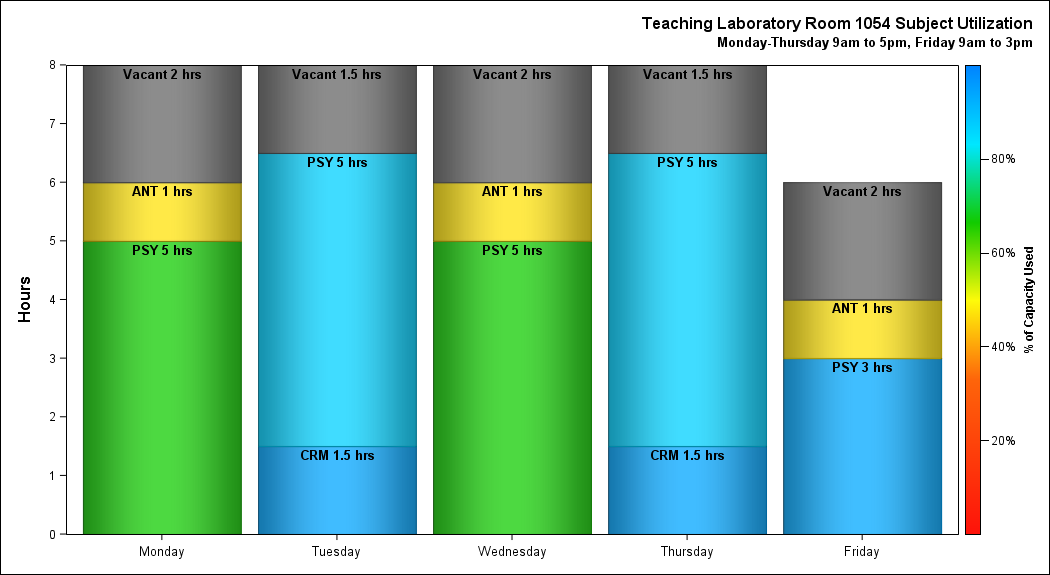 Teaching Laboratory Room 1054 Subject Utilization
Monday-Thursday 9am to 5pm, Friday 9am to 3pm
8
7
6
5
4
3
2
1
0
Hours
Vacant 2 hrs
ANT 1 hrs
PSY 5 hrs
Vacant 1.5 hrs
PSY 5 hrs
CRM 1.5 hrs
Vacant 2 hrs
ANT 1 hrs
PSY 5 hrs
Vacant 1.5 hrs
PSY 5 hrs
CRM 1.5 hrs
Vacant 2 hrs
ANT 1 hrs
PSY 3 hrs
Monday
Tuesday
Wednesday
Thursday
Friday
80%
60%
40%
20%
% of Capacity Used